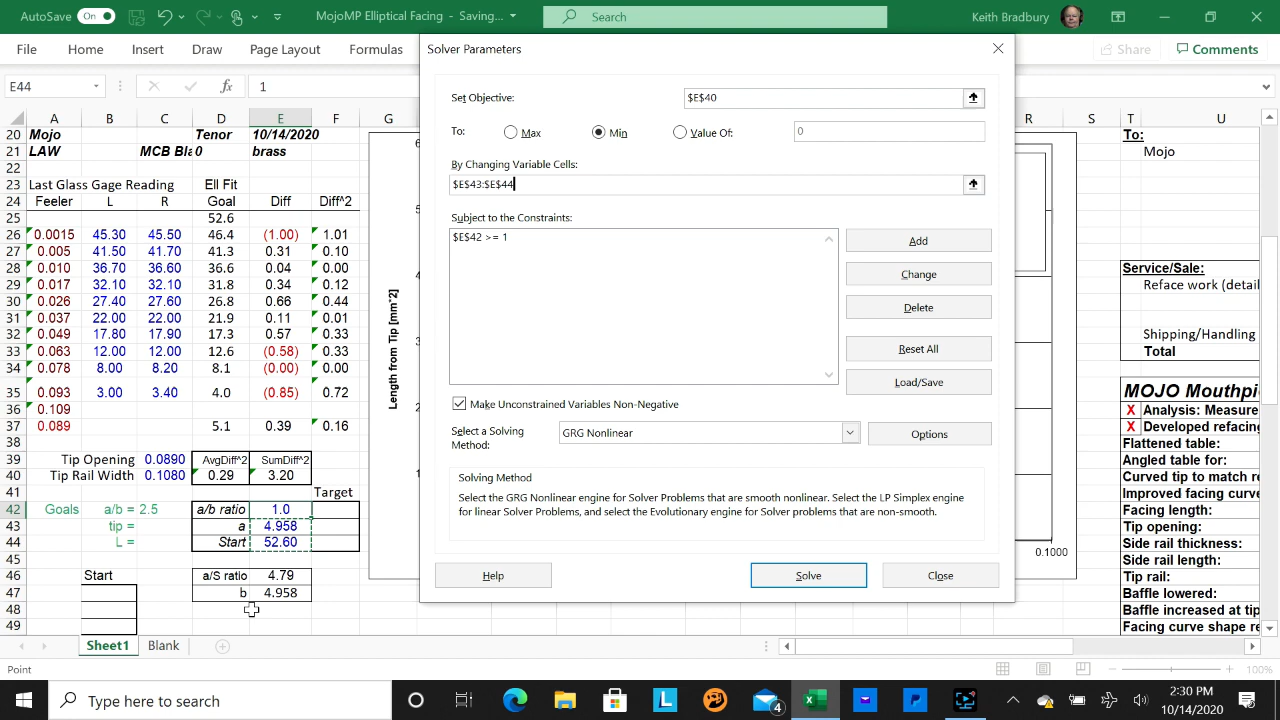 AutoSave On MojoMP Elliptical Facing - Saving... Search Keith Bradbury
File Home Insert Draw Page Layout Formulas Share Comments
E44 fx 1
Solver Parameters
Set Objective: $E$40
To: Max Min Value Of: 0
By Changing Variable Cells:
$E$43:$E$44
Subject to the Constraints:
$E$42 >= 1
Add
Change
Delete
Reset All
Load/Save
Make Unconstrained Variables Non-Negative
Select a Solving Method: GRG Nonlinear Options
Solving Method
Select the GRG Nonlinear engine for Solver Problems that are smooth nonlinear. Select the LP Simplex engine
for linear Solver Problems, and select the Evolutionary engine for Solver problems that are non-smooth.
Help Solve Close
A B C D E F G R S T U
20 Mojo Tenor 10/14/2020 To:
21 LAW MCB Bla 0 brass Mojo
22
23 Last Glass Gage Reading Ell Fit
24 Feeler L R Goal Diff Diff^2
25 52.6
26 0.0015 45.30 45.50 46.4 (1.00) 1.01
27 0.005 41.50 41.70 41.3 0.31 0.10
28 0.010 36.70 36.60 36.6 0.04 0.00 Service/Sale:
29 0.017 32.10 32.10 31.8 0.34 0.12 Reface work (detail
30 0.026 27.40 27.60 26.8 0.66 0.44
31 0.037 22.00 22.00 21.9 0.11 0.01
32 0.049 17.80 17.90 17.3 0.57 0.33 Shipping/Handling
33 0.063 12.00 12.00 12.6 (0.58) 0.33 Total
34 0.078 8.00 8.20 8.1 (0.00) 0.00
35 0.093 3.00 3.40 4.0 (0.85) 0.72 MOJO Mouthpi
36 0.109 X Analysis: Measure
37 0.089 5.1 0.39 0.16 X Developed refacing
38 Flattened table:
39 Tip Opening 0.0890 AvgDiff^2 SumDiff^2 Angled table for:
40 Tip Rail Width 0.1080 0.29 3.20 Curved tip to match r
41 Target Improved facing curve
42 Goals a/b = 2.5 a/b ratio 1.0 Facing length:
43 tip = a 4.958 Tip opening:
44 L = Start 52.60 Side rail thickness:
45 Side rail length:
46 Start a/S ratio 4.79 Tip rail:
47 b 4.958 Baffle lowered:
48 Baffle increased at tip
49 Facing curve shape re
Length from Tip [mm*2]
0.1000
Sheet1 Blank
Point 100%
Type here to search 4 2:30 PM
10/14/2020